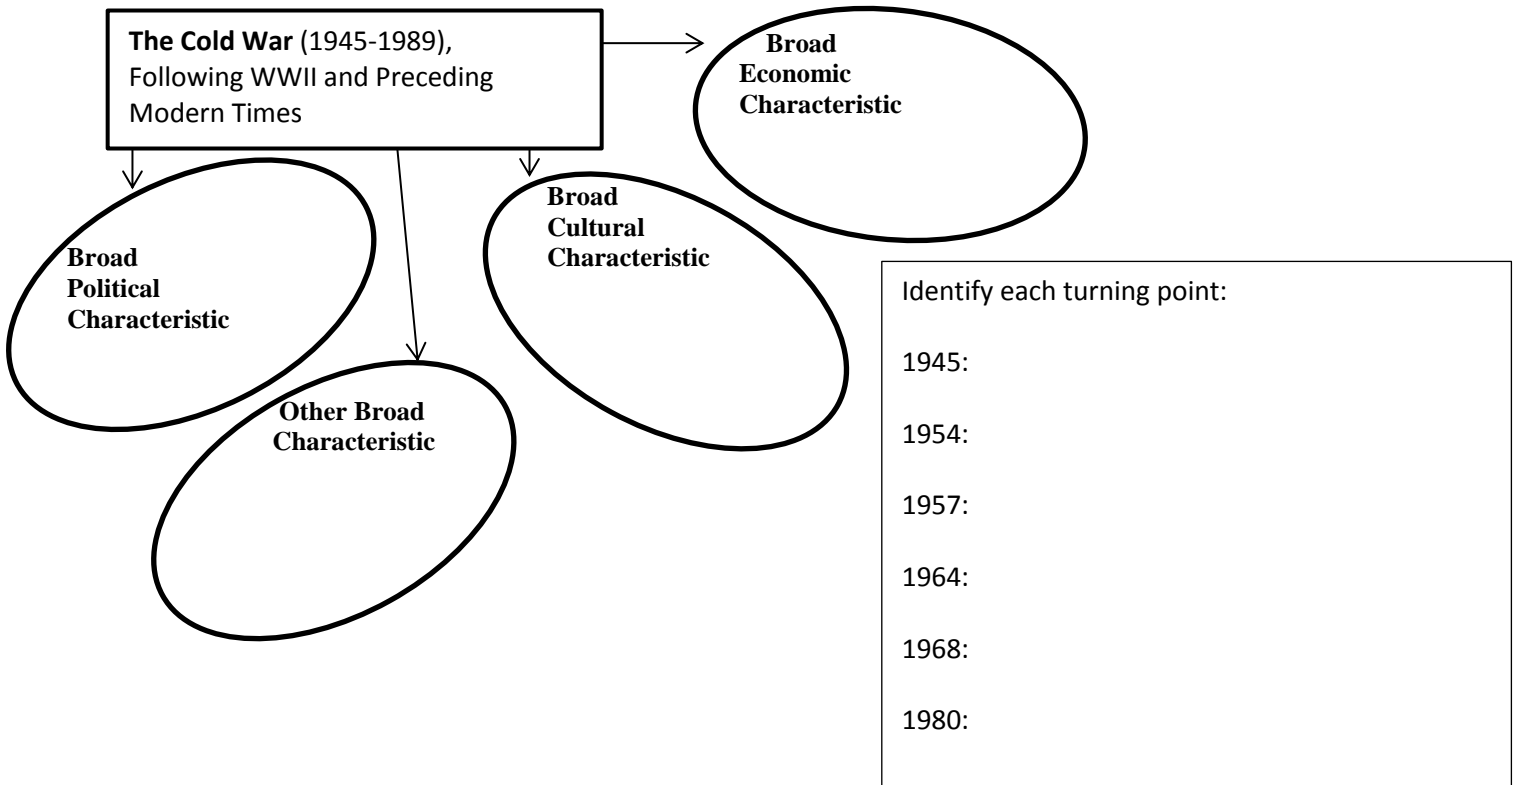 The Cold War (1945-1989),
Following WWII and Preceding
Modern Times
Broad
Economic
Characteristic
Broad
Political
Characteristic
Broad
Cultural
Characteristic
Other Broad
Characteristic
Identify each turning point:
1945:
1954:
1957:
1964:
1968:
1980: